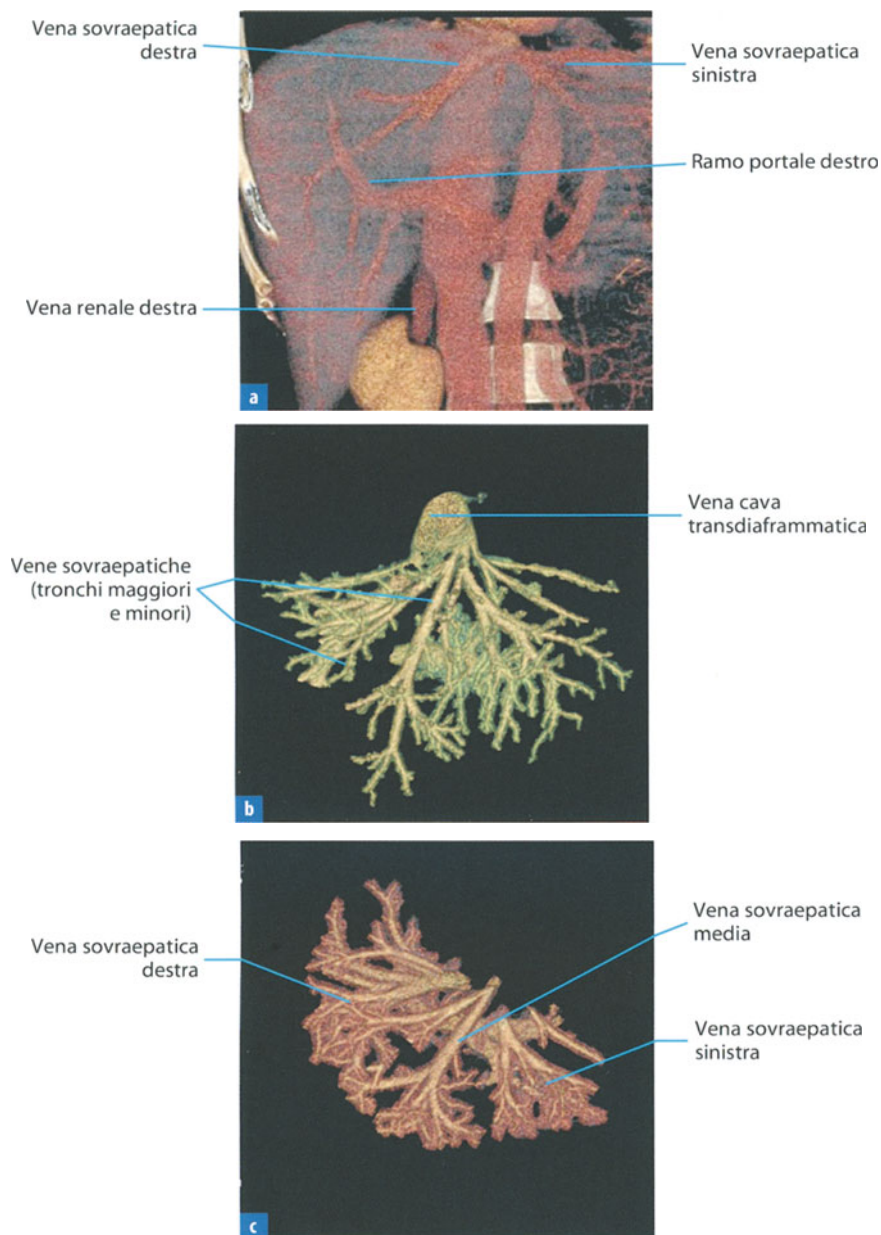 Vena sovraepatica
destra
Vena sovraepatica
sinistra
Ramo portale destro
Vena renale destra
a
Vena cava
transdiaframmatica
Vene sovraepatiche
(tronchi maggiori
e minori)
b
Vena sovraepatica
media
Vena sovraepatica
destra
Vena sovraepatica
sinistra
c